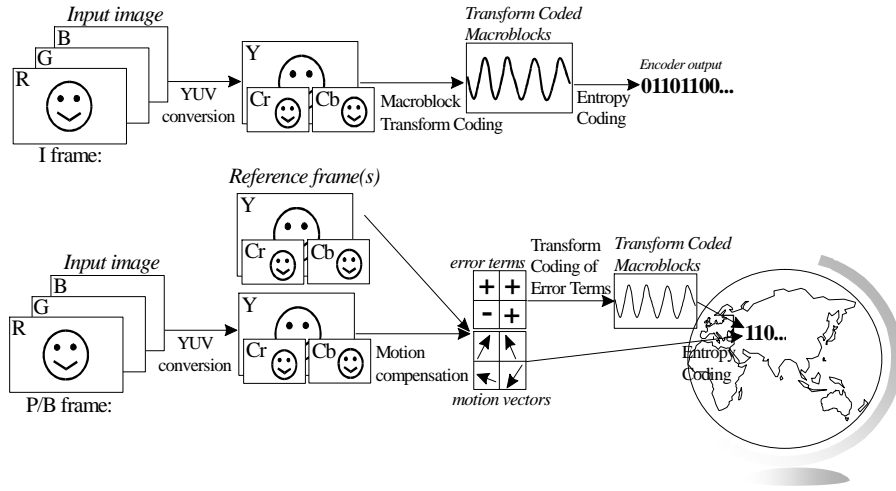 Input image
B
G
R
I frame:
YUV
conversion
Y
Cr
Cb
Macroblock
Transform Coding
Transform Coded
Macroblocks
Entropy
Coding
Encoder output
01101100...
Reference frame(s)
Y
Cr
Cb
Input image
B
G
R
P/B frame:
YUV
conversion
Y
Cr
Cb
Motion
compensation
error terms
+ +
- +
motion vectors
Transform
Coding of
Error Terms
Transform Coded
Macroblocks
Entropy
Coding
110...